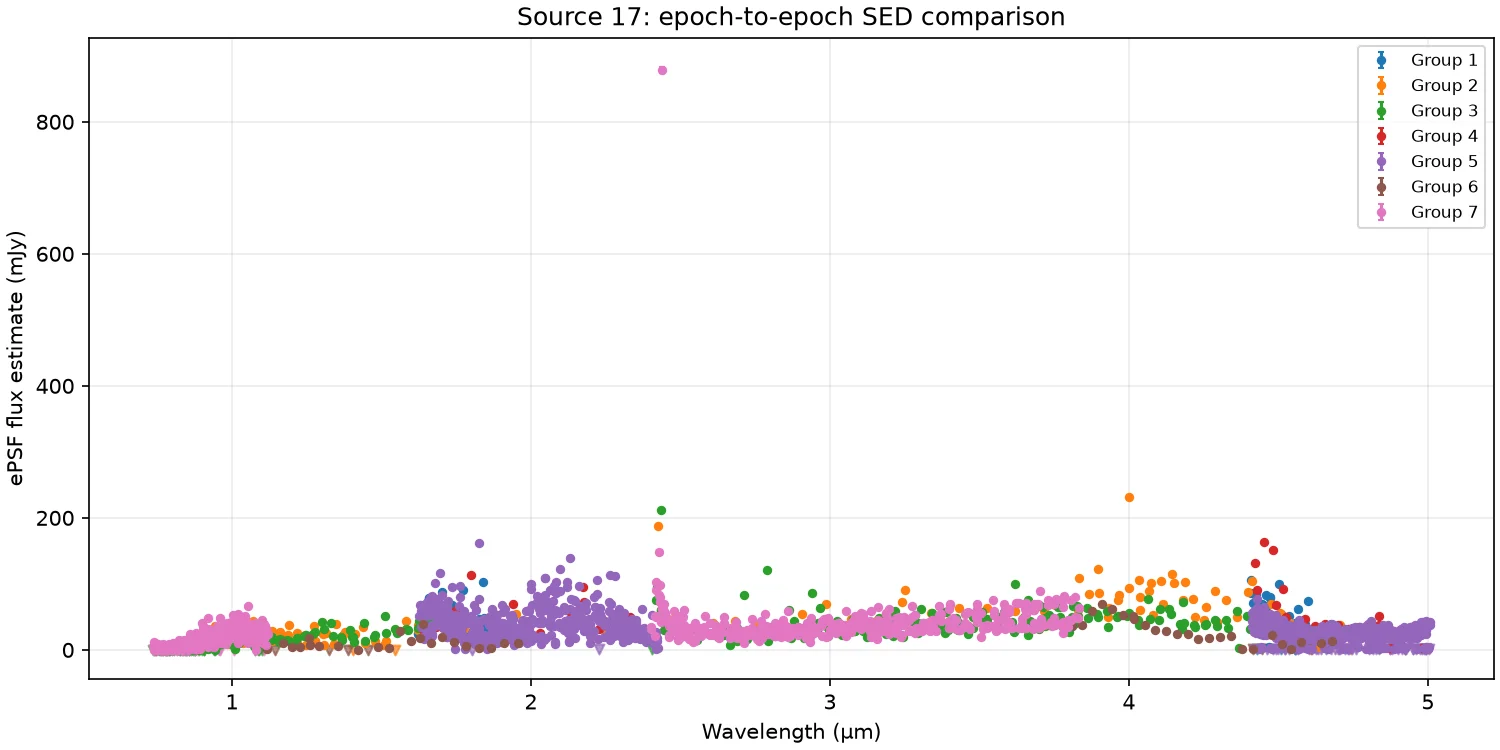 Source 17: epoch-to-epoch SED comparison
ePSF flux estimate (mJy)
800
600
400
200
0
1
2
3
4
5
Wavelength (µm)
Group 1
Group 2
Group 3
Group 4
Group 5
Group 6
Group 7